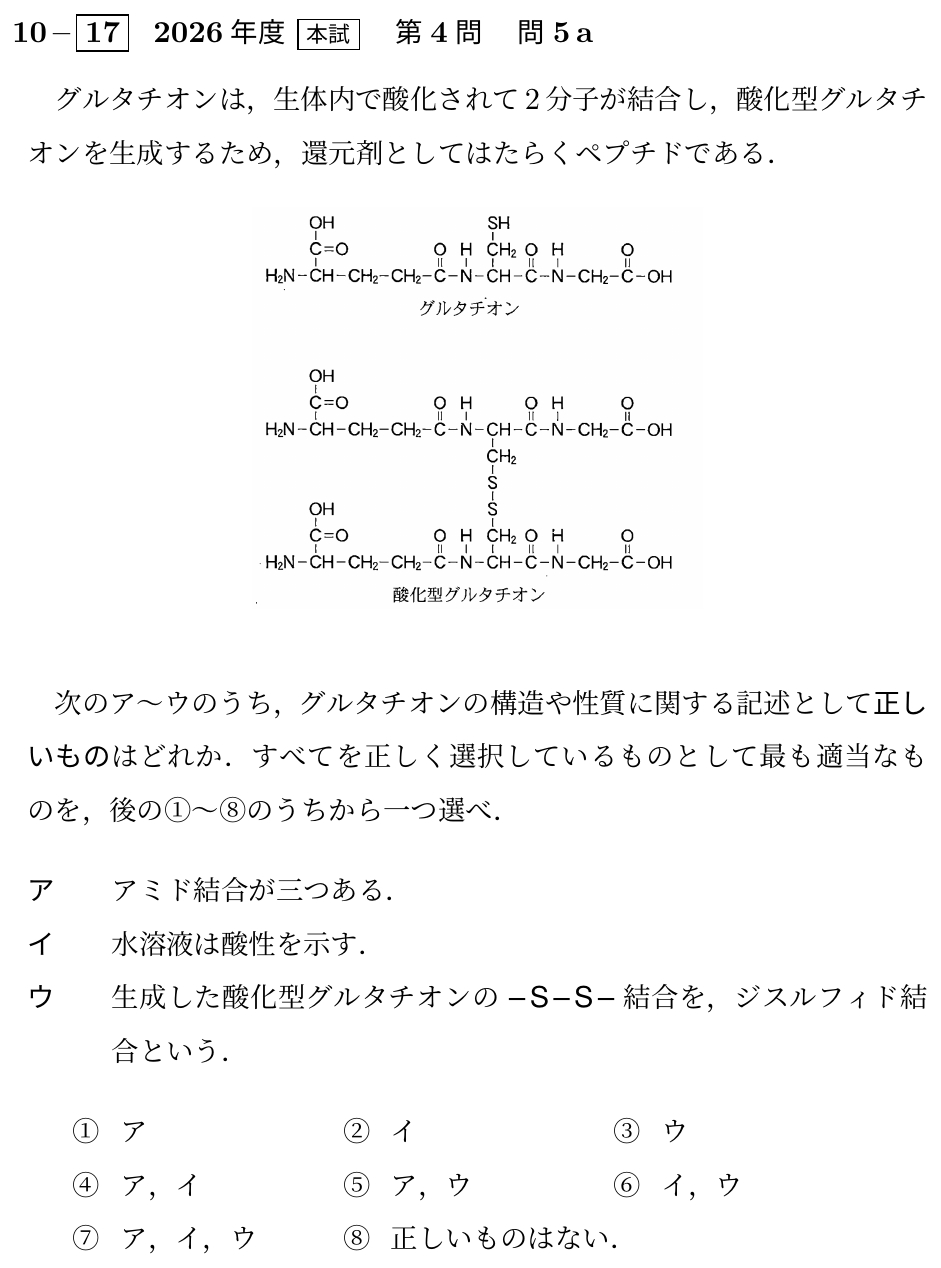 10−17 2026 年度 本試 第 4 問 問 5 a
グルタチオンは，生体内で酸化されて 2 分子が結合し，酸化型グルタチ
オンを生成するため，還元剤としてはたらくペプチドである．
OH SH
C=O O H CH₂ O H O
H₂N−CH−CH₂−CH₂−C−N−CH−C−N−CH₂−C−OH
グルタチオン
OH
C=O O H O H O
H₂N−CH−CH₂−CH₂−C−N−CH−C−N−CH₂−C−OH
CH₂
S
OH S
C=O O H CH₂ O H O
H₂N−CH−CH₂−CH₂−C−N−CH−C−N−CH₂−C−OH
酸化型グルタチオン
次のア〜ウのうち，グルタチオンの構造や性質に関する記述として正し
いものはどれか．すべてを正しく選択しているものとして最も適当なも
のを，後の①〜⑧のうちから一つ選べ．
ア アミド結合が三つある．
イ 水溶液は酸性を示す．
ウ 生成した酸化型グルタチオンの −S−S− 結合を，ジスルフィド結
合という．
① ア ② イ ③ ウ
④ ア，イ ⑤ ア，ウ ⑥ イ，ウ
⑦ ア，イ，ウ ⑧ 正しいものはない．